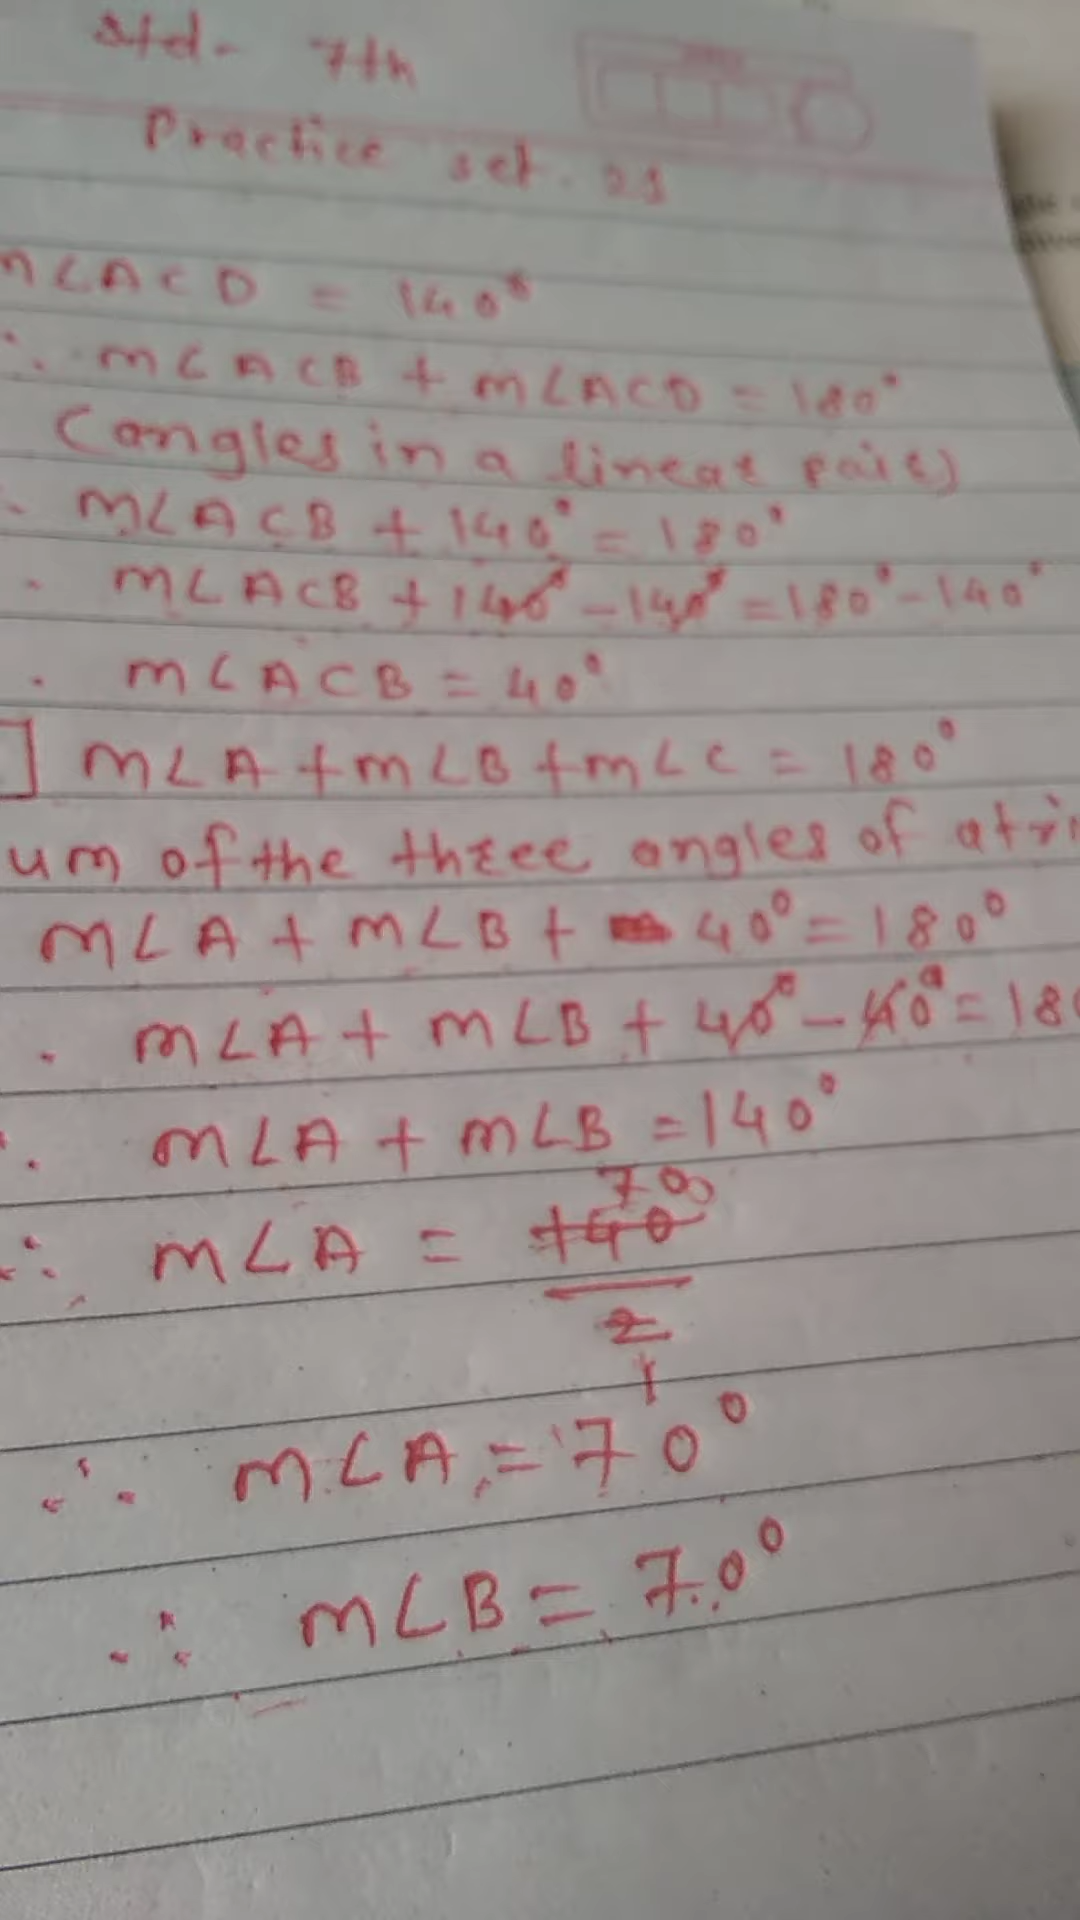 Std- 7th
Practice set. 21
m∠ACD = 140°
∴ m∠ACB + m∠ACD = 180°
(angles in a linear pair)
m∠ACB + 140° = 180°
m∠ACB + 140° - 140° = 180° - 140°
m∠ACB = 40°
] m∠A + m∠B + m∠C = 180°
um of the three angles of a tri
m∠A + m∠B + 40° = 180°
m∠A + m∠B + 40° - 40° = 18
m∠A + m∠B = 140°
70
∴ m∠A = 140
2
1
∴ m∠A = 70°
∴ m∠B = 70°